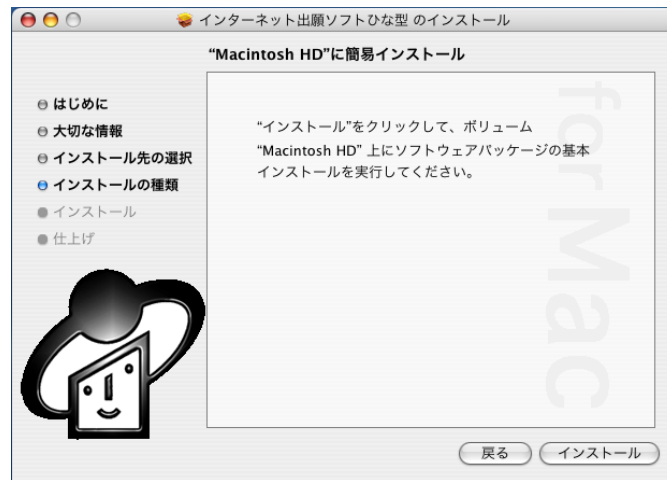 インターネット出願ソフトひな型 のインストール
“Macintosh HD”に簡易インストール
はじめに
大切な情報
インストール先の選択
インストールの種類
インストール
仕上げ
“インストール”をクリックして、ボリューム
“Macintosh HD” 上にソフトウェアパッケージの基本
インストールを実行してください。
for Mac
戻る
インストール